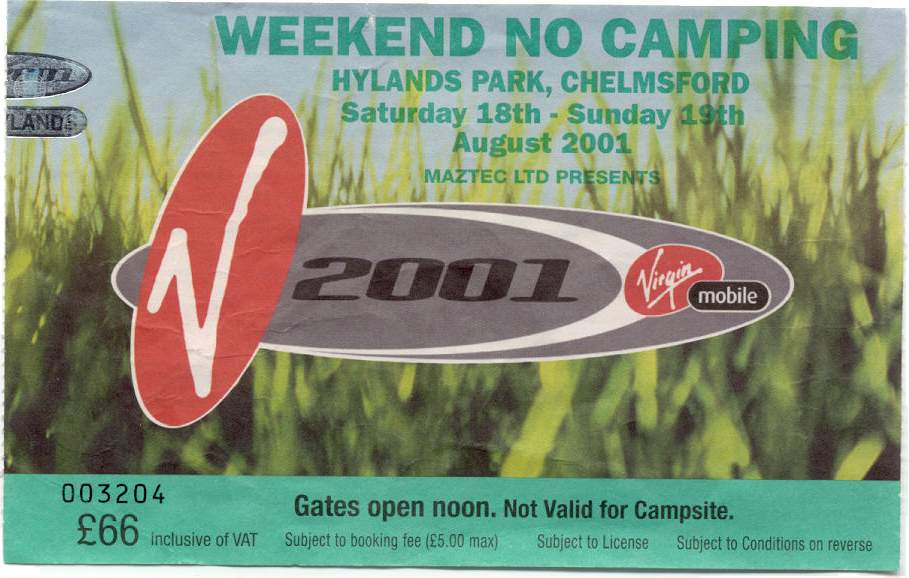 WEEKEND NO CAMPING
HYLANDS PARK, CHELMSFORD
Saturday 18th - Sunday 19th
August 2001
MAZTEC LTD PRESENTS
LANDS
V 2001
Virgin mobile
003204
£66 Inclusive of VAT
Gates open noon. Not Valid for Campsite.
Subject to booking fee (£5.00 max) Subject to License Subject to Conditions on reverse